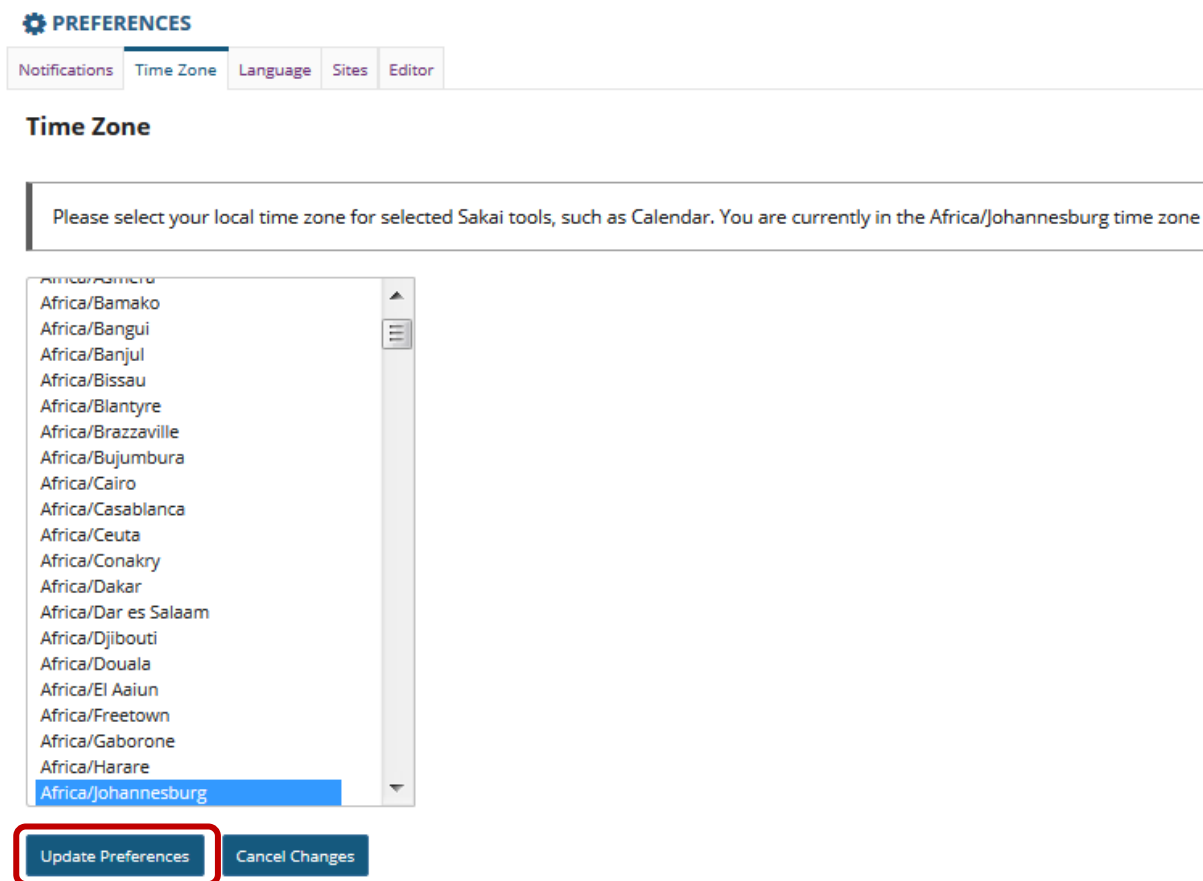 PREFERENCES
Notifications Time Zone Language Sites Editor
Time Zone
Please select your local time zone for selected Sakai tools, such as Calendar. You are currently in the Africa/Johannesburg time zone
Africa/Asmera
Africa/Bamako
Africa/Bangui
Africa/Banjul
Africa/Bissau
Africa/Blantyre
Africa/Brazzaville
Africa/Bujumbura
Africa/Cairo
Africa/Casablanca
Africa/Ceuta
Africa/Conakry
Africa/Dakar
Africa/Dar es Salaam
Africa/Djibouti
Africa/Douala
Africa/El Aaiun
Africa/Freetown
Africa/Gaborone
Africa/Harare
Africa/Johannesburg
Update Preferences Cancel Changes